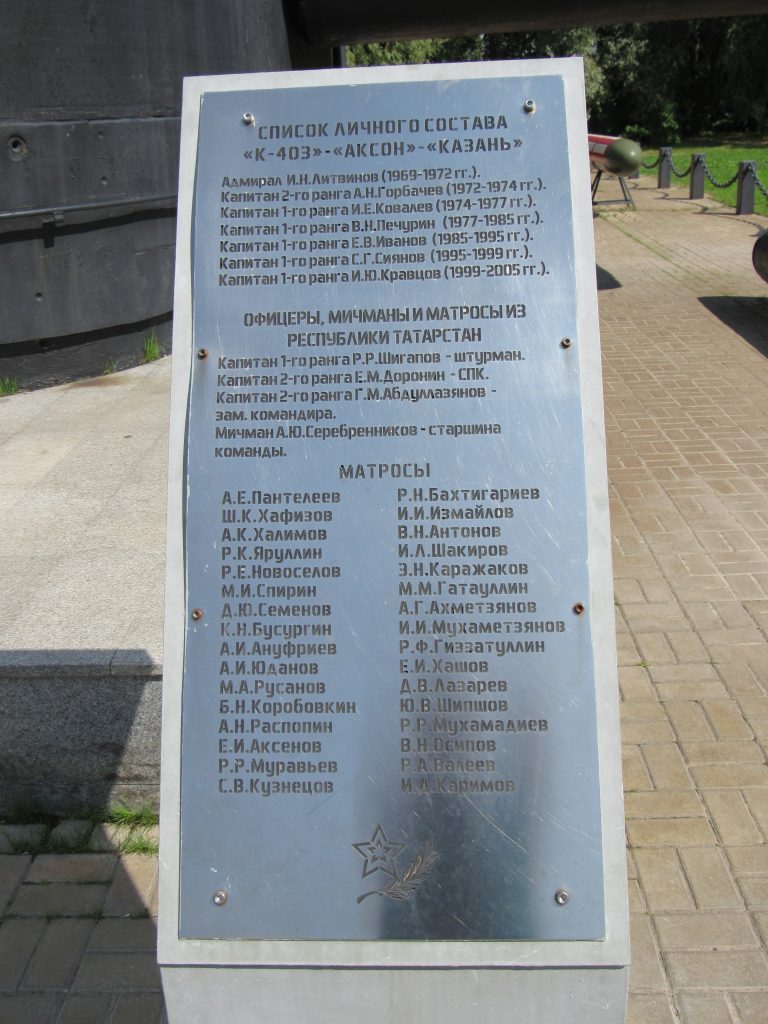 СПИСОК ЛИЧНОГО СОСТАВА
«К-403»-«АКСОН»-«КАЗАНЬ»
Адмирал И.Н.Литвинов (1969-1972 гг.).
Капитан 2-го ранга А.Н.Горбачев (1972-1974 гг.).
Капитан 1-го ранга И.Е.Ковалев (1974-1977 гг.).
Капитан 1-го ранга В.Н.Печурин (1977-1985 гг.).
Капитан 1-го ранга Е.В.Иванов (1985-1995 гг.).
Капитан 1-го ранга С.Г.Сиянов (1995-1999 гг.).
Капитан 1-го ранга И.Ю.Кравцов (1999-2005 гг.).
ОФИЦЕРЫ, МИЧМАНЫ И МАТРОСЫ ИЗ
РЕСПУБЛИКИ ТАТАРСТАН
Капитан 1-го ранга Р.Р.Шигапов - штурман.
Капитан 2-го ранга Е.М.Доронин - СПК.
Капитан 2-го ранга Г.М.Абдуллазянов -
зам. командира.
Мичман А.Ю.Серебренников - старшина
команды.
МАТРОСЫ
А.Е.Пантелеев
Ш.К.Хафизов
А.К.Халимов
Р.К.Яруллин
Р.Е.Новоселов
М.И.Спирин
Д.Ю.Семенов
К.Н.Бусургин
А.И.Ануфриев
А.И.Юданов
М.А.Русанов
Б.Н.Коробовкин
А.Н.Распопин
Е.И.Аксенов
Р.Р.Муравьев
С.В.Кузнецов
Р.Н.Бахтигариев
И.И.Измайлов
В.Н.Антонов
И.Л.Шакиров
Э.Н.Каражаков
М.М.Гатауллин
А.Г.Ахметзянов
И.И.Мухаметзянов
Р.Ф.Гиззатуллин
Е.И.Хашов
Д.В.Лазарев
Ю.В.Шипшов
Р.Р.Мухамадиев
В.Н.Осипов
Р.А.Валеев
И.А.Каримов